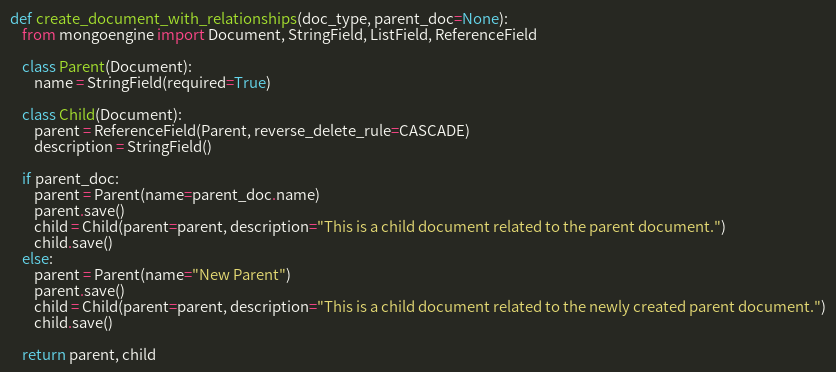 def create_document_with_relationships(doc_type, parent_doc=None):
from mongoengine import Document, StringField, ListField, ReferenceField
class Parent(Document):
name = StringField(required=True)
class Child(Document):
parent = ReferenceField(Parent, reverse_delete_rule=CASCADE)
description = StringField()
if parent_doc:
parent = Parent(name=parent_doc.name)
parent.save()
child = Child(parent=parent, description="This is a child document related to the parent document.")
child.save()
else:
parent = Parent(name="New Parent")
parent.save()
child = Child(parent=parent, description="This is a child document related to the newly created parent document.")
child.save()
return parent, child